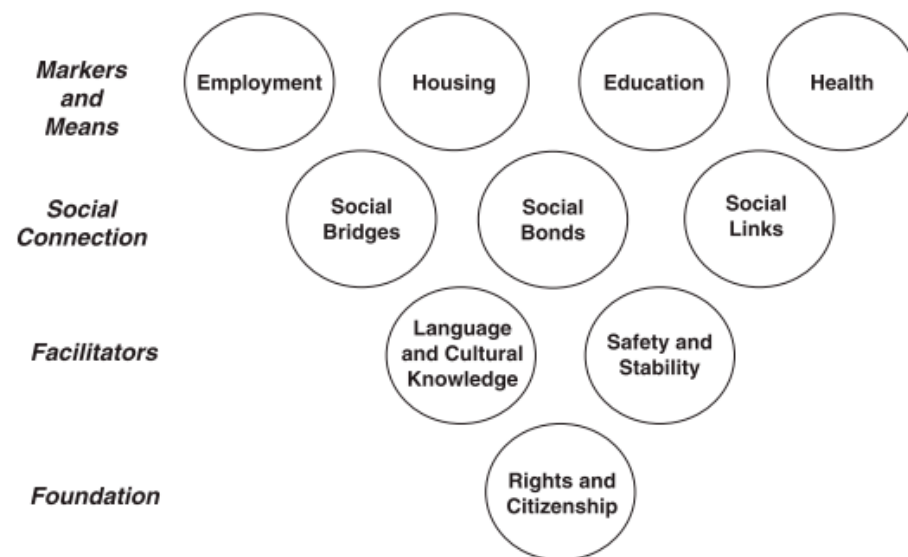 Markers
and
Means
Employment
Housing
Education
Health
Social
Connection
Social
Bridges
Social
Bonds
Social
Links
Facilitators
Language
and Cultural
Knowledge
Safety and
Stability
Foundation
Rights and
Citizenship